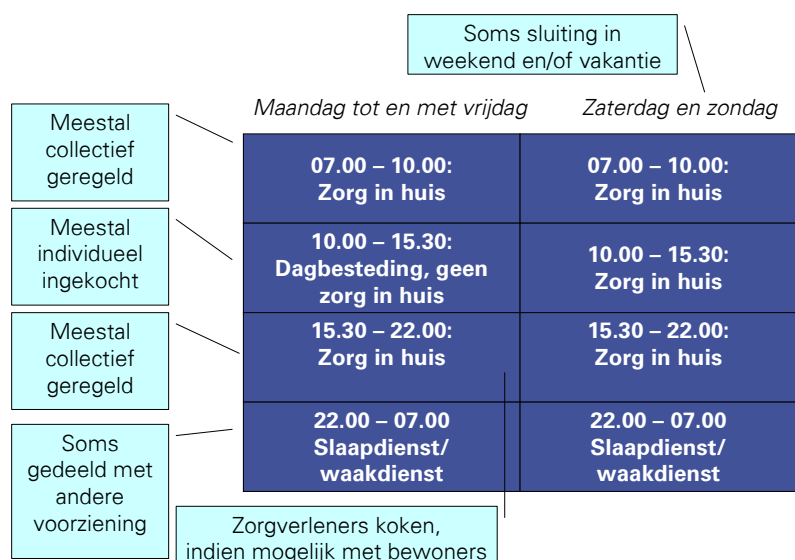 Soms sluiting in
weekend en/of vakantie
Maandag tot en met vrijdag
Zaterdag en zondag
Meestal
collectief
geregeld
07.00 – 10.00:
Zorg in huis
07.00 – 10.00:
Zorg in huis
Meestal
individueel
ingekocht
10.00 – 15.30:
Dagbesteding, geen
zorg in huis
10.00 – 15.30:
Zorg in huis
Meestal
collectief
geregeld
15.30 – 22.00:
Zorg in huis
15.30 – 22.00:
Zorg in huis
Soms
gedeeld met
andere
voorziening
22.00 – 07.00
Slaapdienst/
waakdienst
22.00 – 07.00
Slaapdienst/
waakdienst
Zorgverleners koken,
indien mogelijk met bewoners